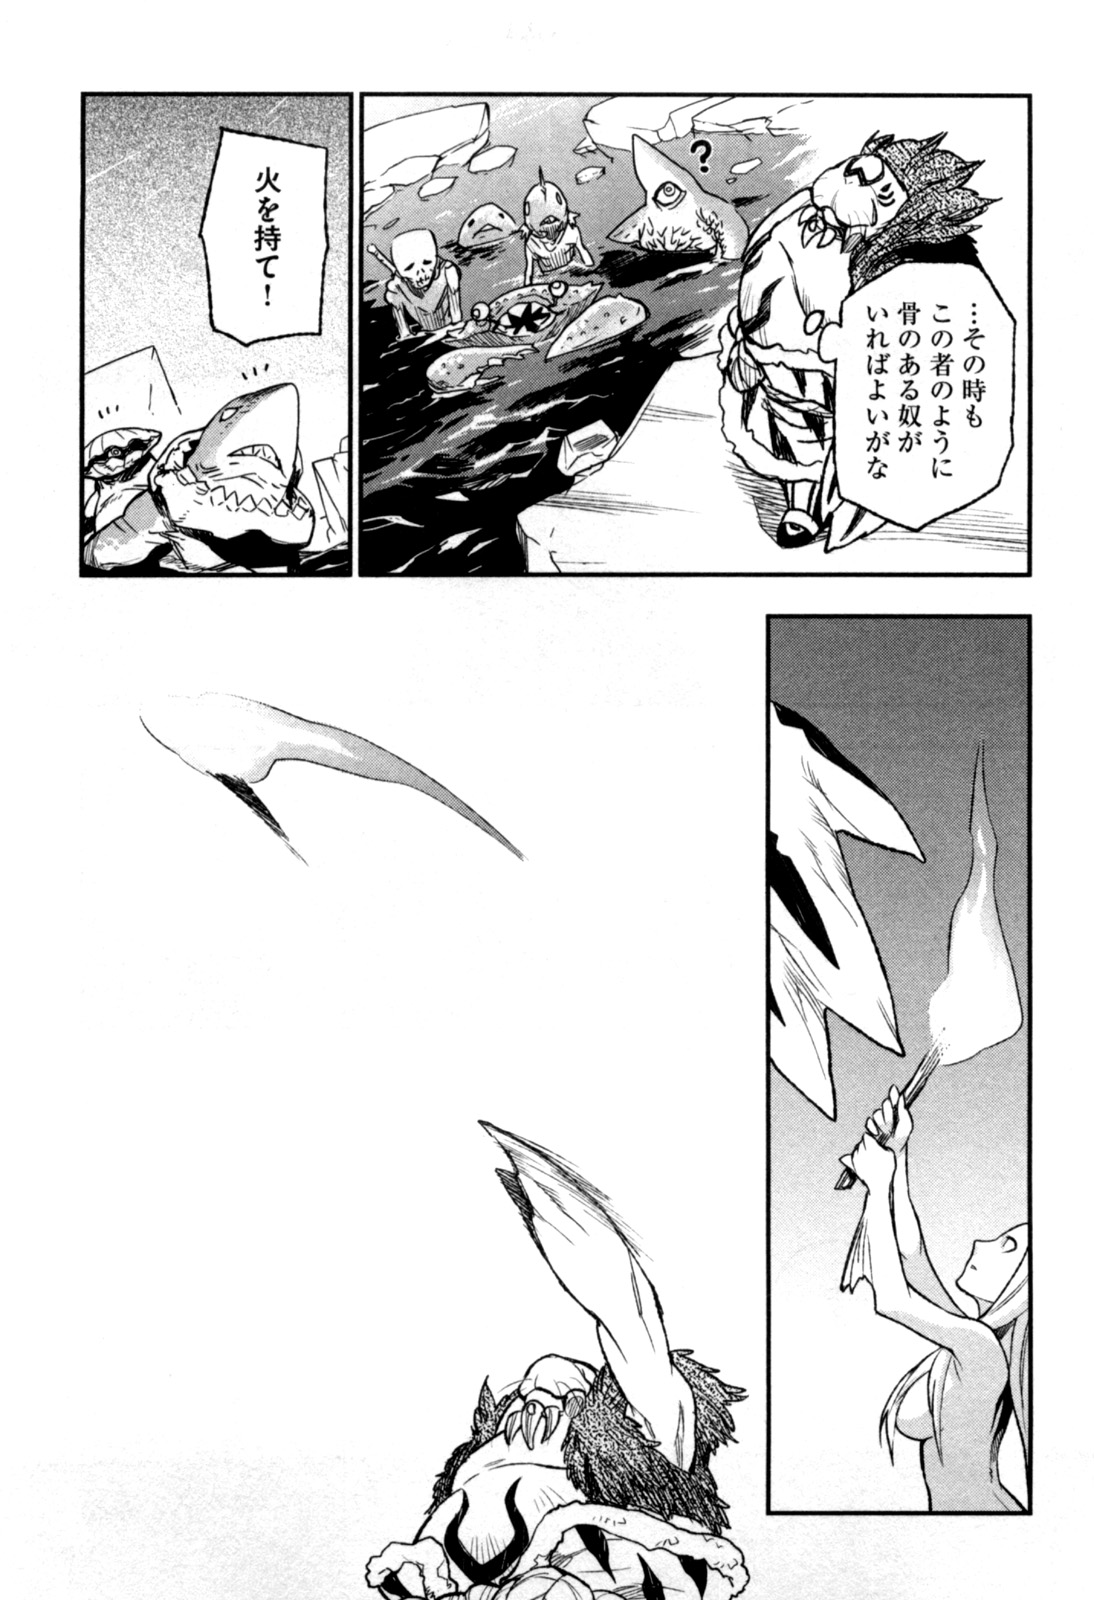 ？
…その時も
この者のように
骨のある奴が
いればよいがな
火を持て！